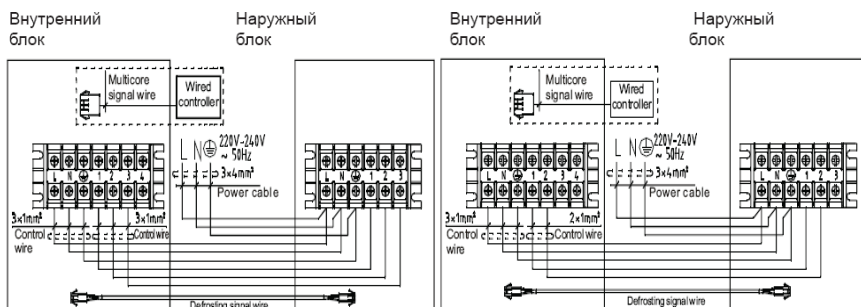 Внутренний
блок
Наружный
блок
Multicore
signal wire
Wired
controller
L N
220V-240V
~ 50Hz
3×4mm²
Power cable
L N 1 2 3 4
L N 1 2 3
3×1mm²
Control
wire
3×1mm²
Control wire
Defrosting signal wire
Внутренний
блок
Наружный
блок
Multicore
signal wire
Wired
controller
L N
220V-240V
~ 50Hz
3×4mm²
Power cable
L N 1 2 3 4
L N 1 2 3
3×1mm²
Control
wire
2×1mm²
Control wire
Defrosting signal wire